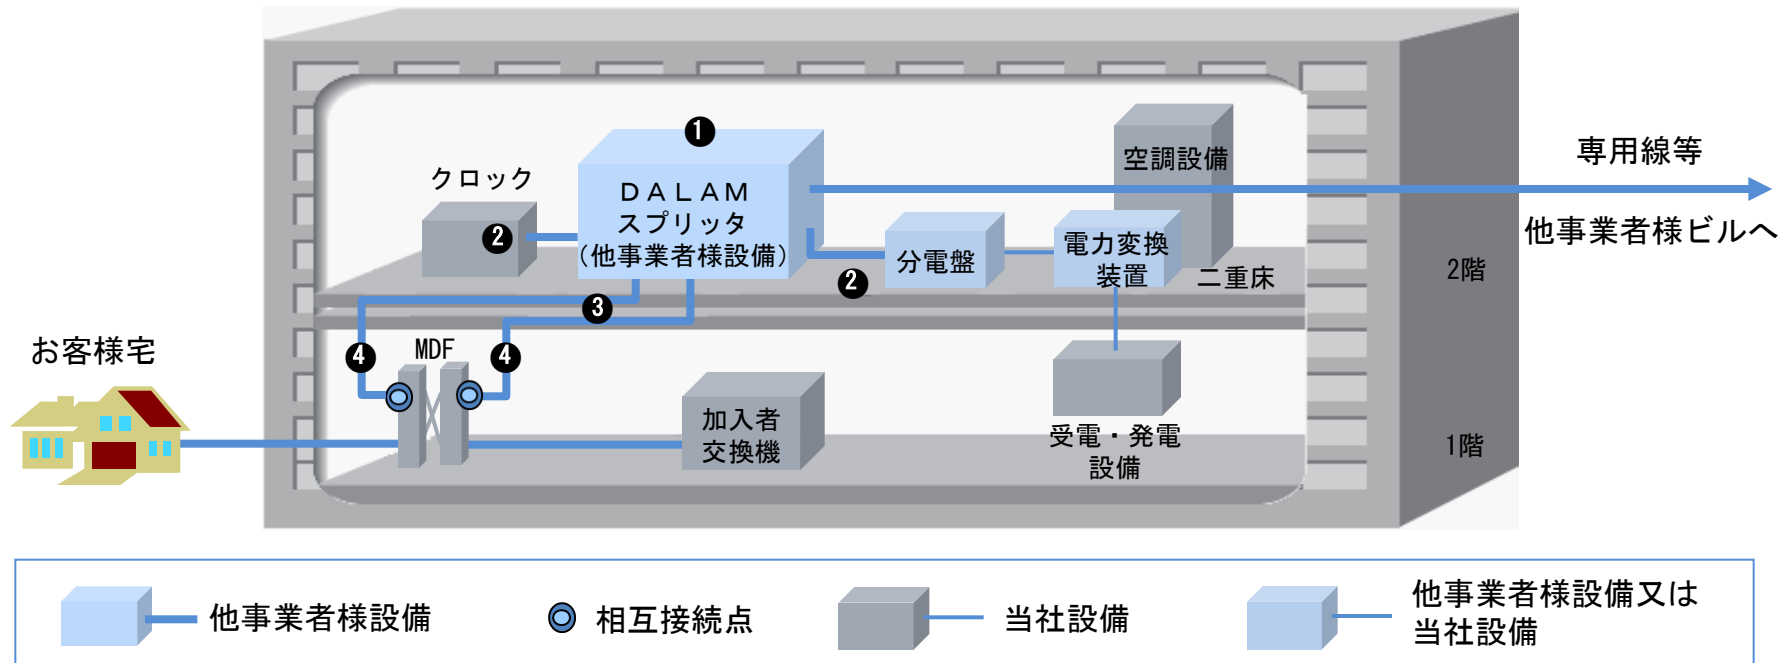 ❶
空調設備
専用線等
クロック
ＤＡＬＡＭ
スプリッタ
(他事業者様設備)
❷
分電盤
電力変換
装置
他事業者様ビルへ
❷
二重床
2階
❸
お客様宅
❹
MDF
❹
加入者
交換機
受電・発電
設備
1階
他事業者様設備
相互接続点
当社設備
他事業者様設備又は
当社設備